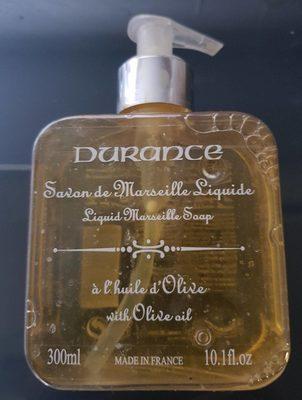 DURANCE
Savon de Marseille Liquide
Liquid Marseille Soap
à l'huile d'Olive
with Olive oil
300ml MADE IN FRANCE 10.1fl.oz